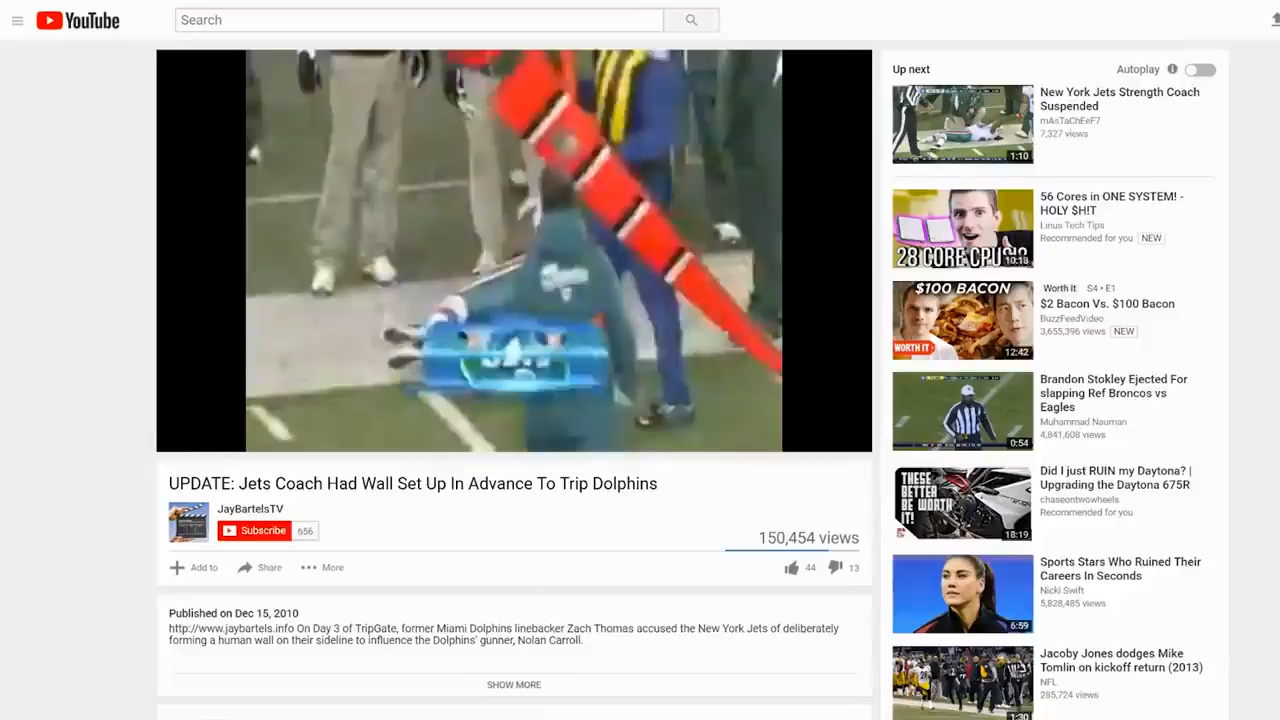 YouTube
Search
UPDATE: Jets Coach Had Wall Set Up In Advance To Trip Dolphins
JayBartelsTV
Subscribe 656
150,454 views
Add to Share More 44 13
Published on Dec 15, 2010
http://www.jaybartels.info On Day 3 of TripGate, former Miami Dolphins linebacker Zach Thomas accused the New York Jets of deliberately
forming a human wall on their sideline to influence the Dolphins' gunner, Nolan Carroll.
SHOW MORE
Up next Autoplay
New York Jets Strength Coach
Suspended
mAsTaChEeF7
7,327 views
1:10
56 Cores in ONE SYSTEM! -
HOLY $H!T
Linus Tech Tips
Recommended for you NEW
28 CORE CPU
10:18
Worth It S4 • E1
$2 Bacon Vs. $100 Bacon
BuzzFeedVideo
3,655,396 views NEW
$100 BACON
WORTH IT
12:42
Brandon Stokley Ejected For
slapping Ref Broncos vs
Eagles
Muhammad Nauman
4,841,608 views
0:54
Did I just RUIN my Daytona? |
Upgrading the Daytona 675R
chaseontwowheels
Recommended for you
THESE
BETTER
BE WORTH
IT!
18:19
Sports Stars Who Ruined Their
Careers In Seconds
Nicki Swift
5,828,485 views
6:59
Jacoby Jones dodges Mike
Tomlin on kickoff return (2013)
NFL
285,724 views
1:30